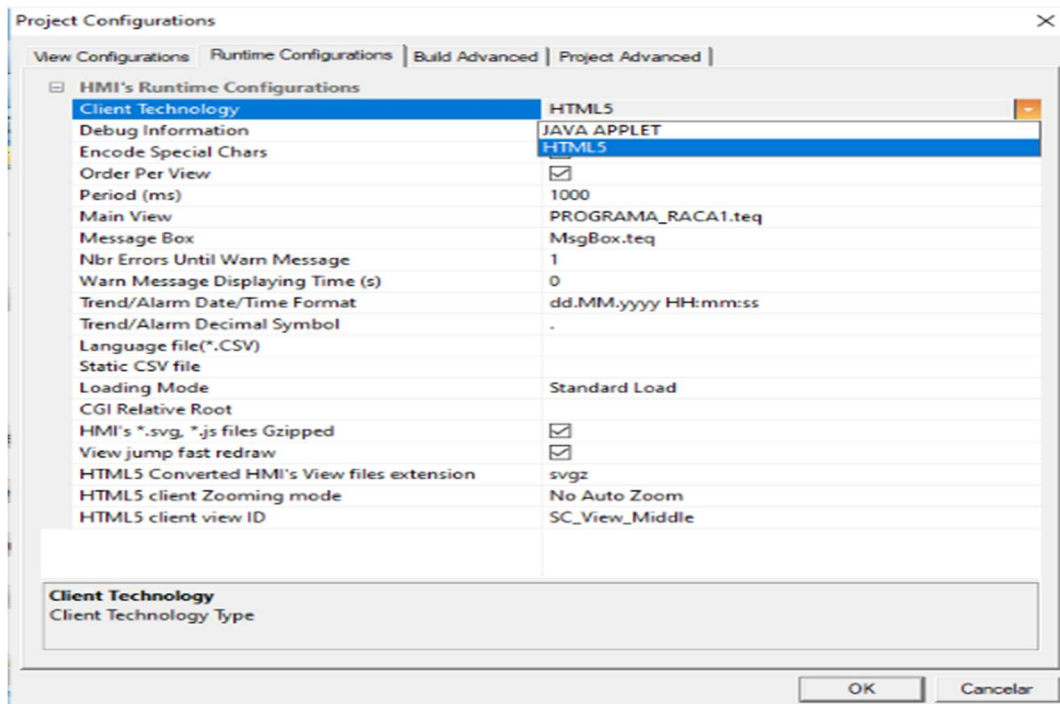 Project Configurations
View Configurations Runtime Configurations Build Advanced Project Advanced
HMI's Runtime Configurations
Client Technology HTML5
Debug Information JAVA APPLET
Encode Special Chars HTML5
Order Per View
Period (ms) 1000
Main View PROGRAMA_RACA1.teq
Message Box MsgBox.teq
Nbr Errors Until Warn Message 1
Warn Message Displaying Time (s) 0
Trend/Alarm Date/Time Format dd.MM.yyyy HH:mm:ss
Trend/Alarm Decimal Symbol .
Language file(*.CSV)
Static CSV file
Loading Mode Standard Load
CGI Relative Root
HMI's *.svg, *.js files Gzipped
View jump fast redraw
HTML5 Converted HMI's View files extension svgz
HTML5 client Zooming mode No Auto Zoom
HTML5 client view ID SC_View_Middle
Client Technology
Client Technology Type
OK Cancelar